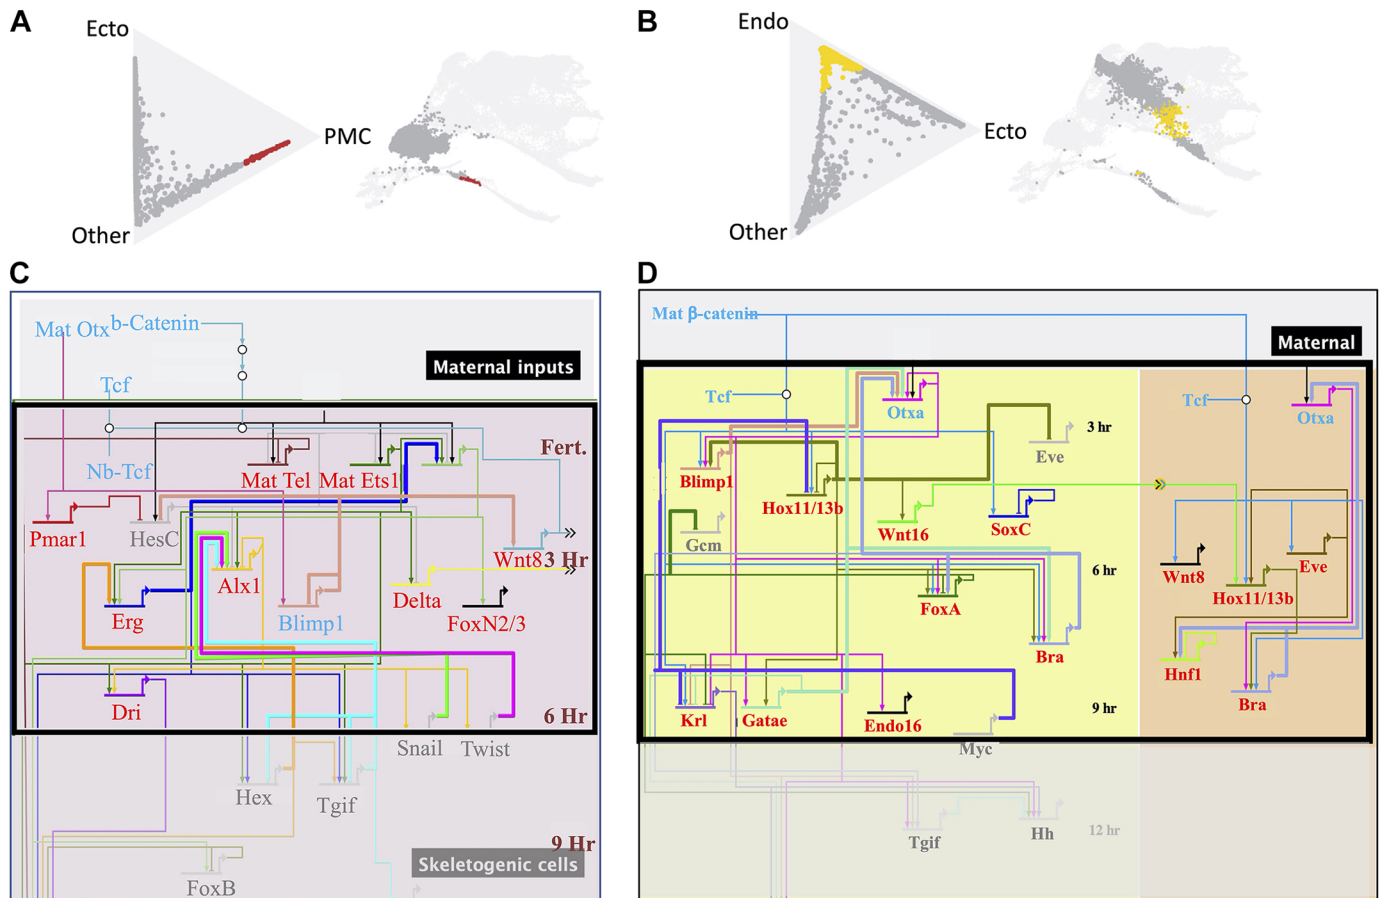 A
Ecto
PMC
Other
B
Endo
Ecto
Other
C
Mat Otx
b-Catenin
Maternal inputs
Tcf
Fert.
Nb-Tcf
Mat Tel
Mat Ets1
Pmar1
HesC
Wnt8
3 Hr
Alx1
Erg
Blimp1
Delta
FoxN2/3
Dri
6 Hr
Snail
Twist
Hex
Tgif
9 Hr
Skeletogenic cells
FoxB
D
Mat β-catenin
Maternal
Tcf
Otxa
Tcf
Otxa
3 hr
Eve
Blimp1
Hox11/13b
Wnt16
SoxC
Gcm
6 hr
Wnt8
Eve
Hox11/13b
FoxA
Bra
Hnf1
Bra
Krl
Gatae
Endo16
9 hr
Myc
Tgif
Hh
12 hr